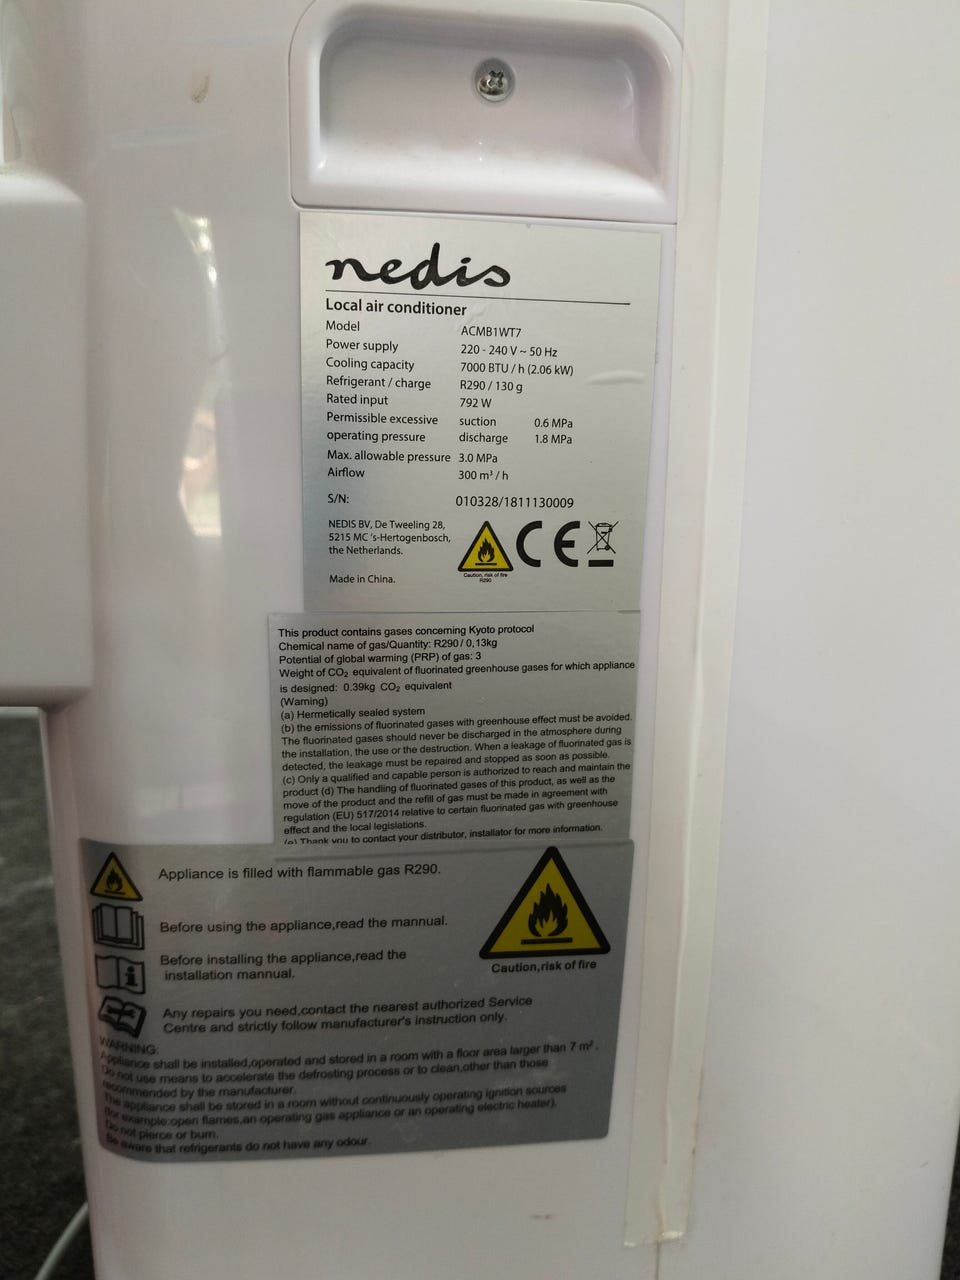 nedis
Local air conditioner
Model ACMB1WT7
Power supply 220 - 240 V ~ 50 Hz
Cooling capacity 7000 BTU / h (2.06 kW)
Refrigerant / charge R290 / 130 g
Rated input 792 W
Permissible excessive suction 0.6 MPa
operating pressure discharge 1.8 MPa
Max. allowable pressure 3.0 MPa
Airflow 300 m³ / h
S/N: 010328/1811130009
NEDIS BV, De Tweeling 28,
5215 MC 's-Hertogenbosch,
the Netherlands.
CE
Caution, risk of fire
R290
Made in China.
This product contains gases concerning Kyoto protocol
Chemical name of gas/Quantity: R290 / 0,13kg
Potential of global warming (PRP) of gas: 3
Weight of CO₂ equivalent of fluorinated greenhouse gases for which appliance
is designed: 0.39kg CO₂ equivalent
(Warning)
(a) Hermetically sealed system
(b) the emissions of fluorinated gases with greenhouse effect must be avoided.
The fluorinated gases should never be discharged in the atmosphere during
the installation, the use or the destruction. When a leakage of fluorinated gas is
detected, the leakage must be repaired and stopped as soon as possible.
(c) Only a qualified and capable person is authorized to reach and maintain the
product (d) The handling of fluorinated gases of this product, as well as the
move of the product and the refill of gas must be made in agreement with
regulation (EU) 517/2014 relative to certain fluorinated gas with greenhouse
effect and the local legislations.
(e) Thank you to contact your distributor, installator for more information.
Appliance is filled with flammable gas R290.
Before using the appliance,read the mannual.
Before installing the appliance,read the
installation mannual.
Caution,risk of fire
Any repairs you need,contact the nearest authorized Service
Centre and strictly follow manufacturer's instruction only.
WARNING:
Appliance shall be installed,operated and stored in a room with a floor area larger than 7 m² .
Do not use means to accelerate the defrosting process or to clean,other than those
recommended by the manufacturer.
The appliance shall be stored in a room without continuously operating ignition sources
(for example:open flames,an operating gas appliance or an operating electric heater).
Do not pierce or burn.
Be aware that refrigerants do not have any odour.